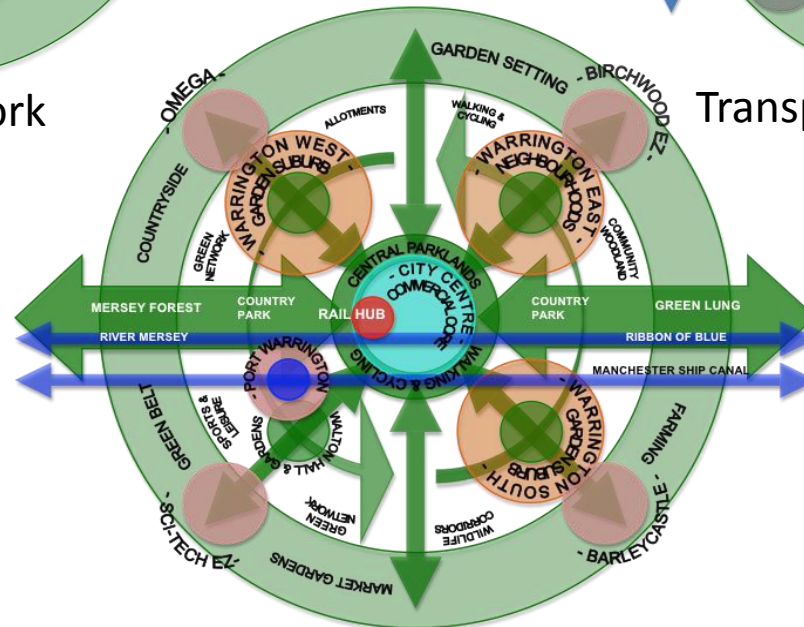 ork
Transp
GARDEN SETTING
- OMEGA -
- BIRCHWOOD EZ -
ALLOTMENTS
WALKING &
CYCLING
COUNTRYSIDE
WARRINGTON WEST -
GARDEN SUBURB
- WARRINGTON EAST -
NEIGHBOURHOODS
GREEN
NETWORK
COMMUNITY
WOODLAND
CENTRAL PARKLANDS
- CITY CENTRE -
COMMERCIAL CORE
MERSEY FOREST
COUNTRY
PARK
RAIL HUB
COUNTRY
PARK
GREEN LUNG
RIVER MERSEY
RIBBON OF BLUE
WALKING & CYCLING
MANCHESTER SHIP CANAL
- PORT WARRINGTON -
GREEN BELT
SPORTS &
LEISURE
WALTON HALL & GARDENS
- WARRINGTON SOUTH -
GARDEN SUBURB
FARMING
GREEN
NETWORK
WILDLIFE
CORRIDORS
- SCI-TECH EZ-
- BARLEYCASTLE -
MARKET GARDENS